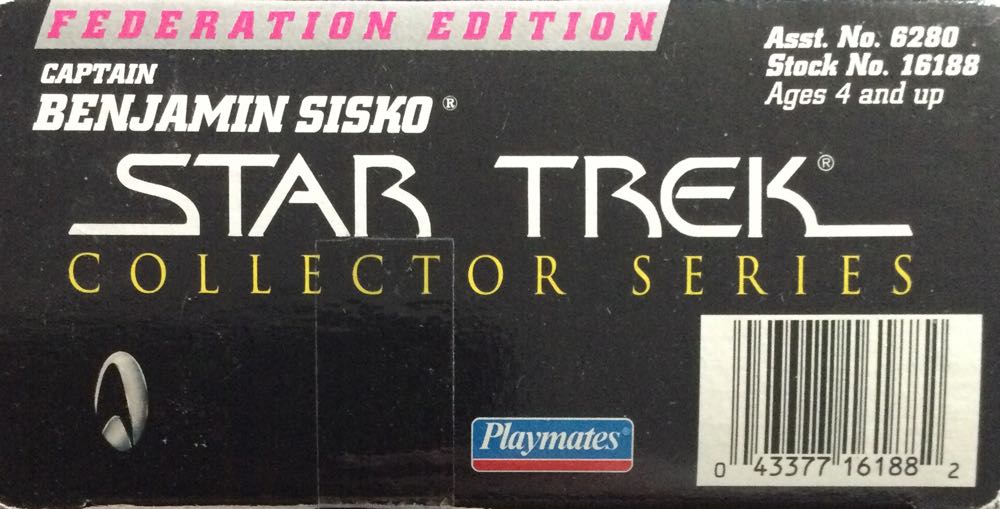 FEDERATION EDITION
CAPTAIN
BENJAMIN SISKO®
Asst. No. 6280
Stock No. 16188
Ages 4 and up
STAR TREK®
COLLECTOR SERIES
Playmates®
0 43377 16188 2